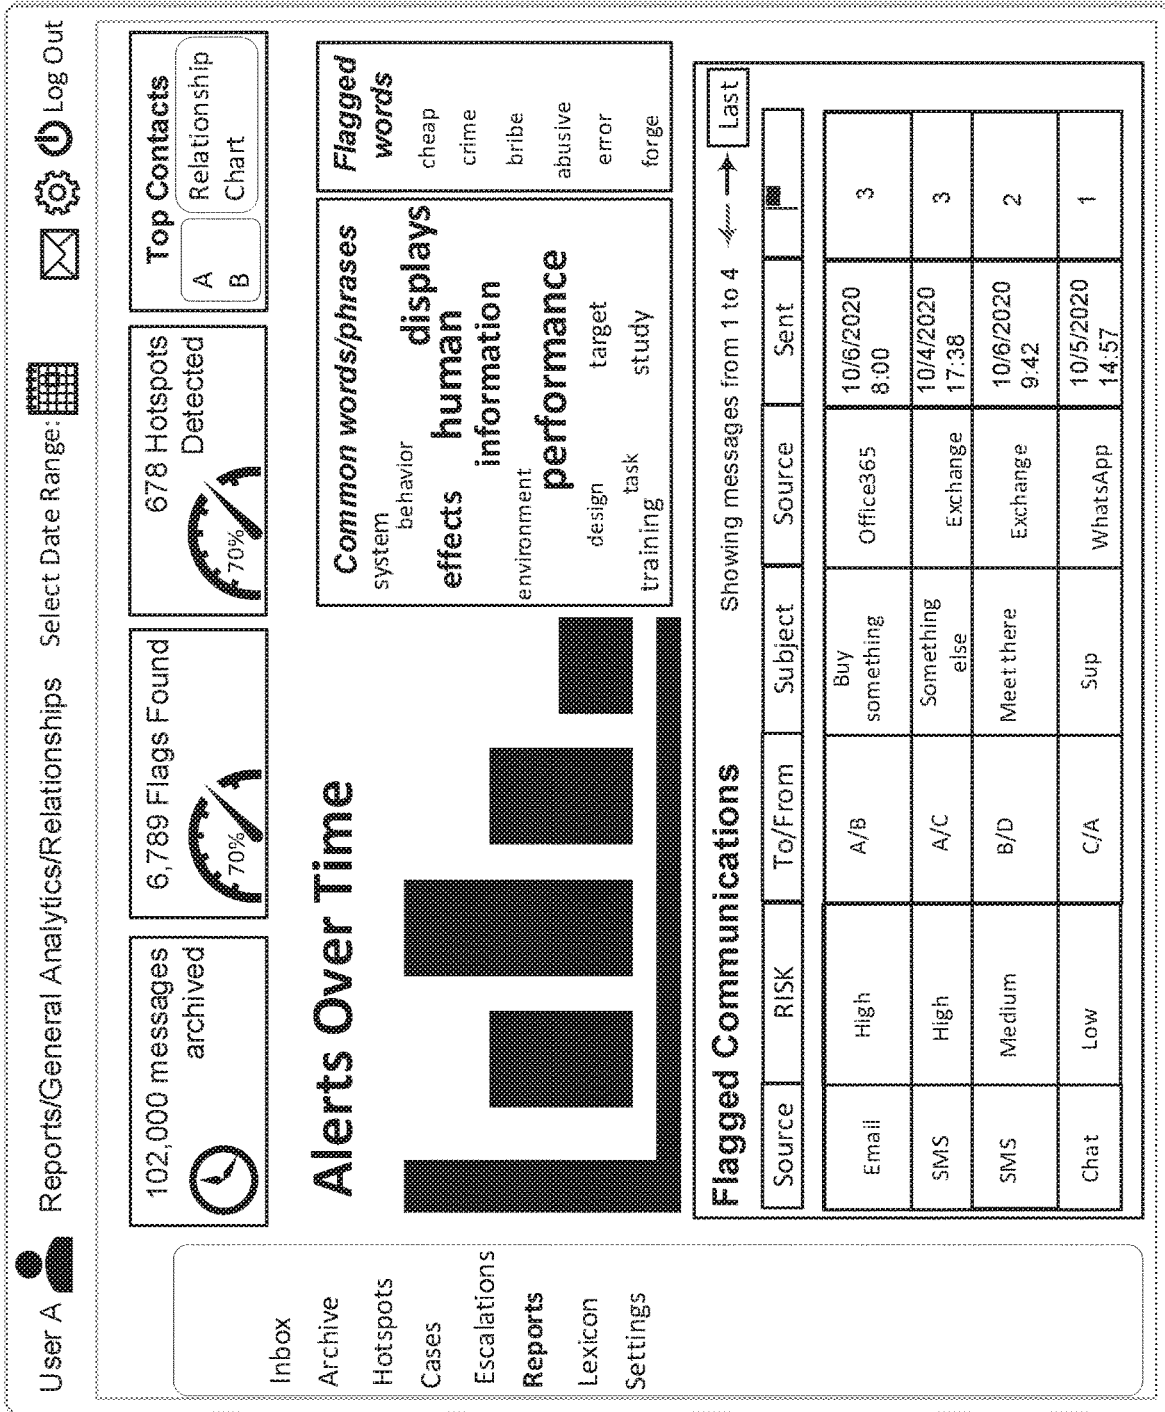 User A
Reports/General Analytics/Relationships
Select Date Range:
Log Out
Inbox
Archive
Hotspots
Cases
Escalations
Reports
Lexicon
Settings
102,000 messages
archived
6,789 Flags Found
70%
678 Hotspots
Detected
70%
Top Contacts
A
B
Relationship
Chart
Alerts Over Time
Common words/phrases
system
behavior
displays
effects
human
information
environment
performance
design
target
task
training
study
Flagged
words
cheap
crime
bribe
abusive
error
forge
Flagged Communications
Showing messages from 1 to 4
Last
Source RISK To/From Subject Source Sent
Email High A/B Buy something Office365 10/6/2020 8:00 3
SMS High A/C Something else Exchange 10/4/2020 17:38 3
SMS Medium B/D Meet there Exchange 10/6/2020 9:42 2
Chat Low C/A Sup WhatsApp 10/5/2020 14:57 1